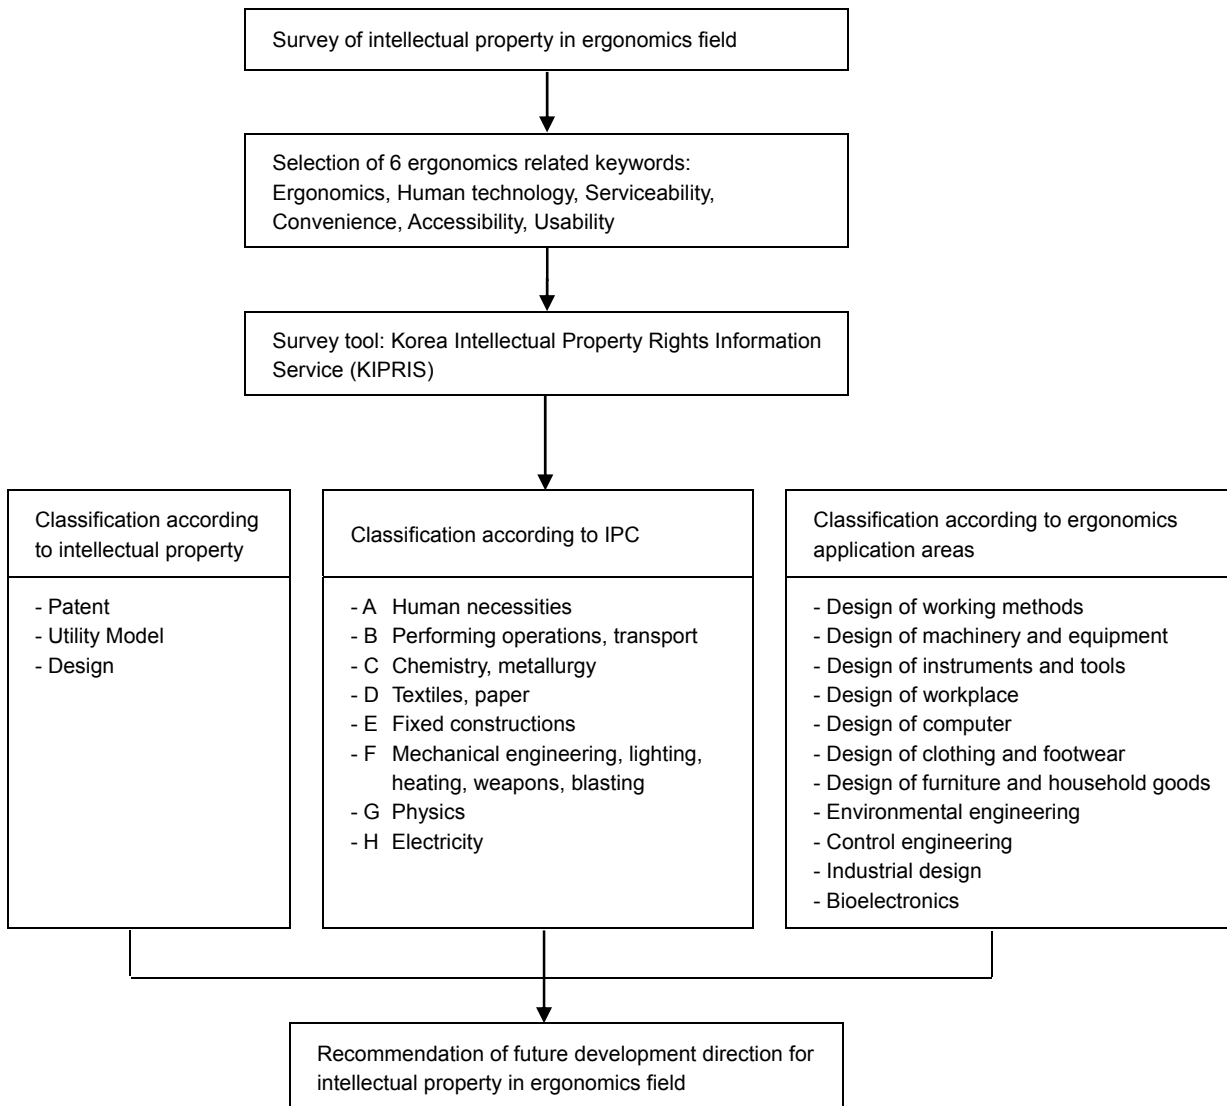 Survey of intellectual property in ergonomics field
Selection of 6 ergonomics related keywords:
Ergonomics, Human technology, Serviceability,
Convenience, Accessibility, Usability
Survey tool: Korea Intellectual Property Rights Information
Service (KIPRIS)
Classification according
to intellectual property
- Patent
- Utility Model
- Design
Classification according to IPC
- A Human necessities
- B Performing operations, transport
- C Chemistry, metallurgy
- D Textiles, paper
- E Fixed constructions
- F Mechanical engineering, lighting,
heating, weapons, blasting
- G Physics
- H Electricity
Classification according to ergonomics
application areas
- Design of working methods
- Design of machinery and equipment
- Design of instruments and tools
- Design of workplace
- Design of computer
- Design of clothing and footwear
- Design of furniture and household goods
- Environmental engineering
- Control engineering
- Industrial design
- Bioelectronics
Recommendation of future development direction for
intellectual property in ergonomics field